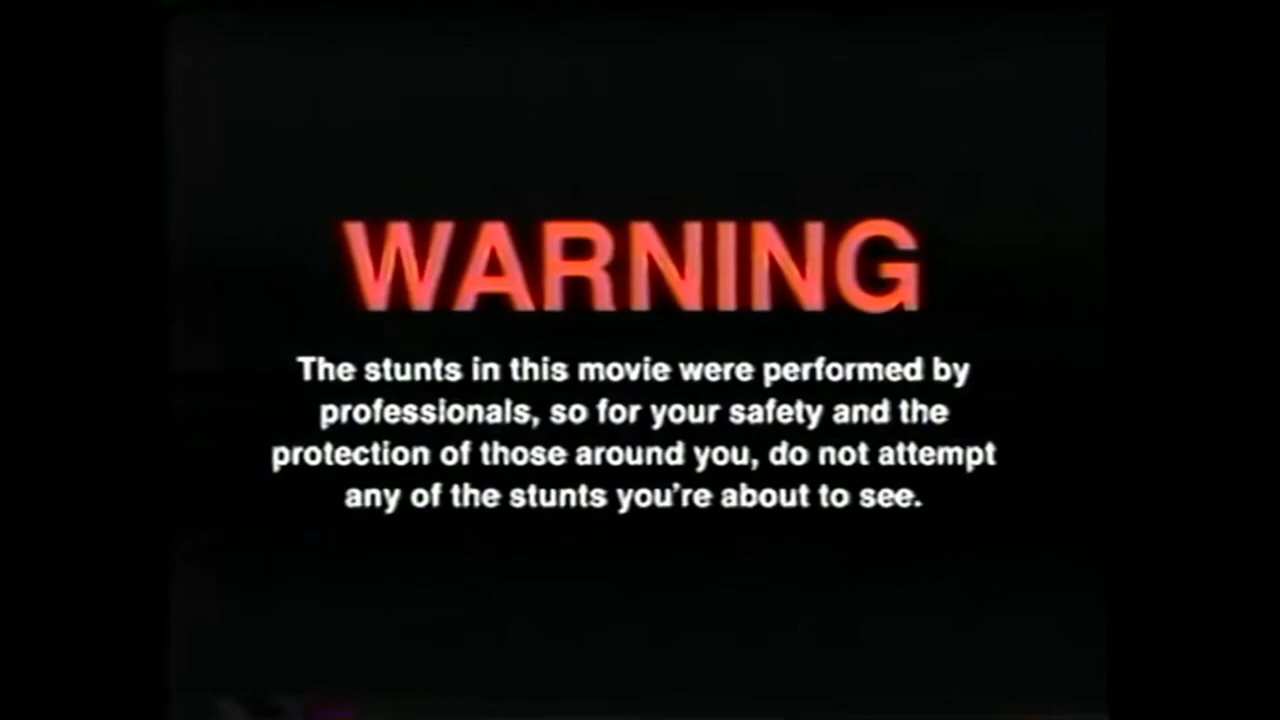 WARNING
The stunts in this movie were performed by
professionals, so for your safety and the
protection of those around you, do not attempt
any of the stunts you're about to see.